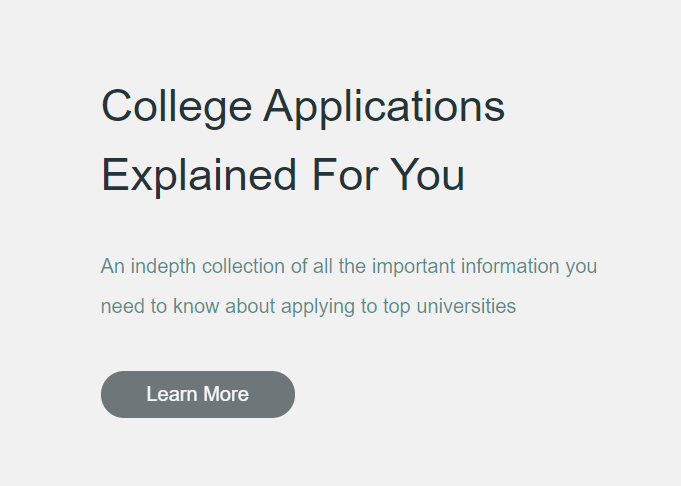 College Applications
Explained For You
An indepth collection of all the important information you
need to know about applying to top universities
Learn More